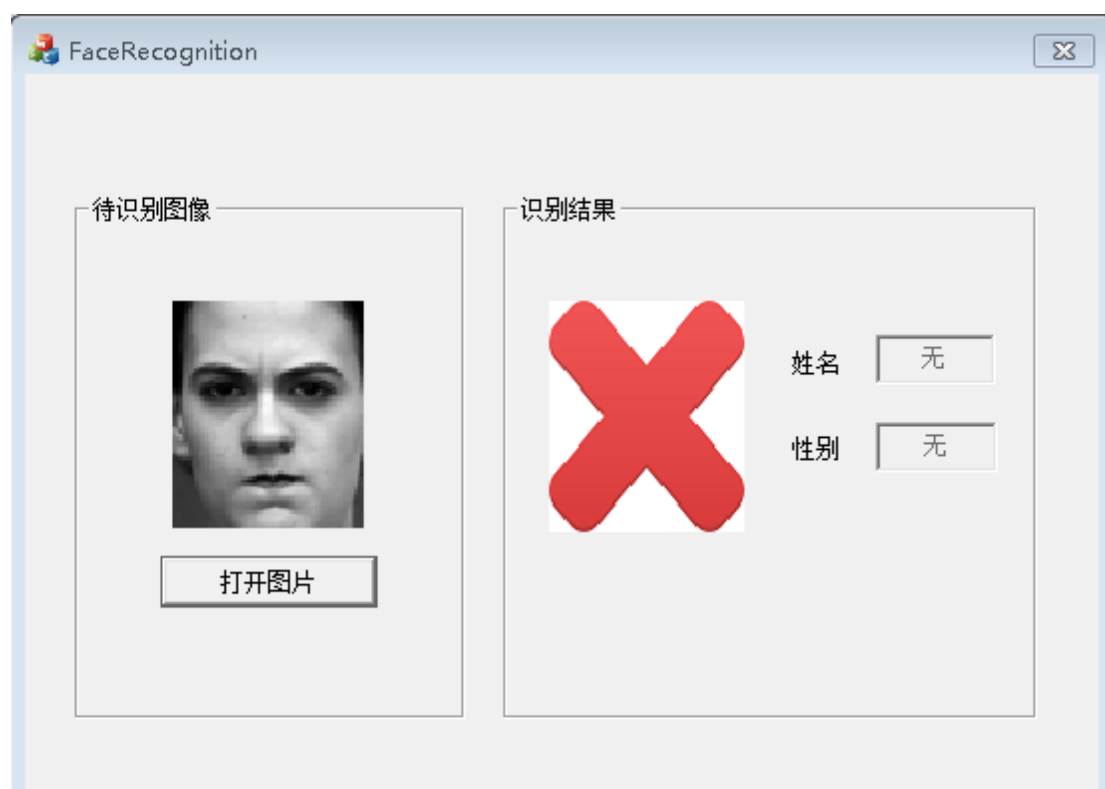 FaceRecognition
待识别图像
打开图片
识别结果
姓名 无
性别 无